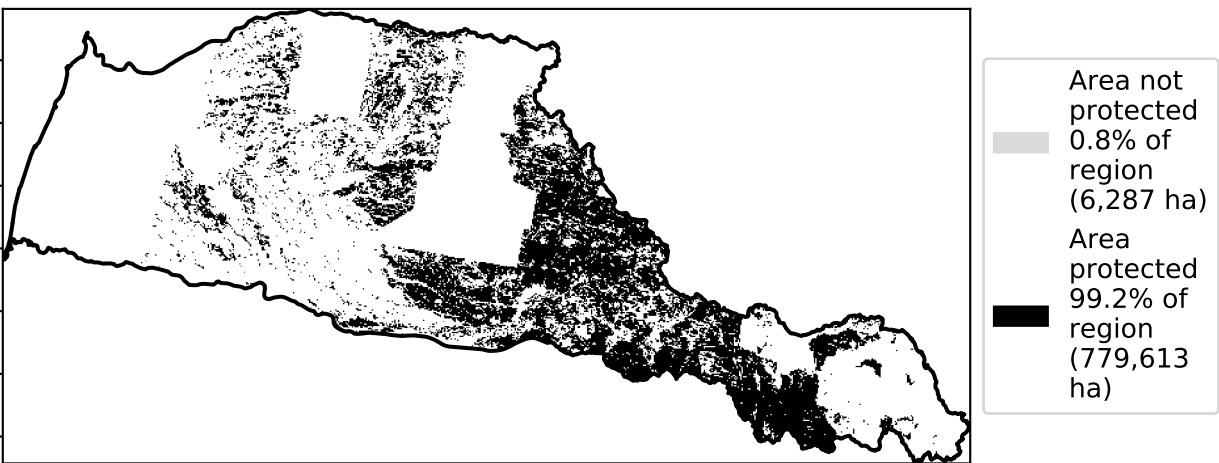 Area not
protected
0.8% of
region
(6,287 ha)
Area
protected
99.2% of
region
(779,613
ha)